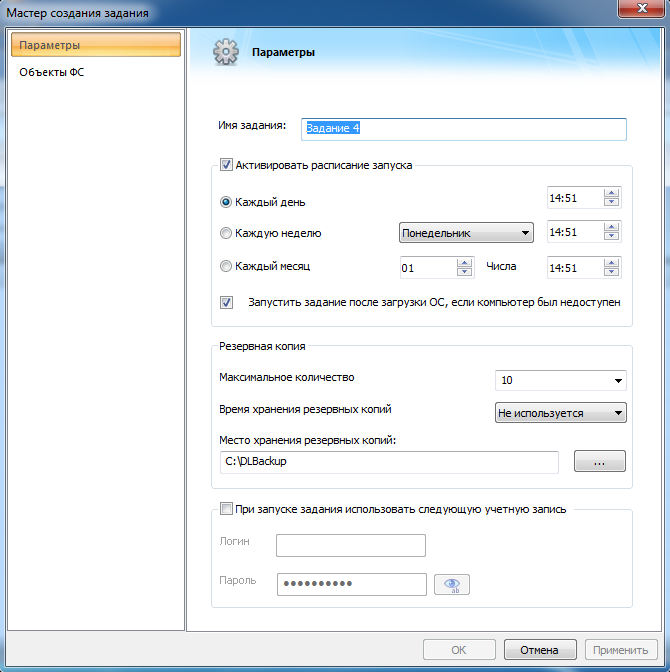 Мастер создания задания
Параметры
Объекты ФС
Параметры
Имя задания: Задание 4
Активировать расписание запуска
Каждый день 14:51
Каждую неделю Понедельник 14:51
Каждый месяц 01 Числа 14:51
Запустить задание после загрузки ОС, если компьютер был недоступен
Резервная копия
Максимальное количество 10
Время хранения резервных копий Не используется
Место хранения резервных копий:
C:\DLBackup ...
При запуске задания использовать следующую учетную запись
Логин
Пароль ●●●●●●●●●● ab
ОК Отмена Применить